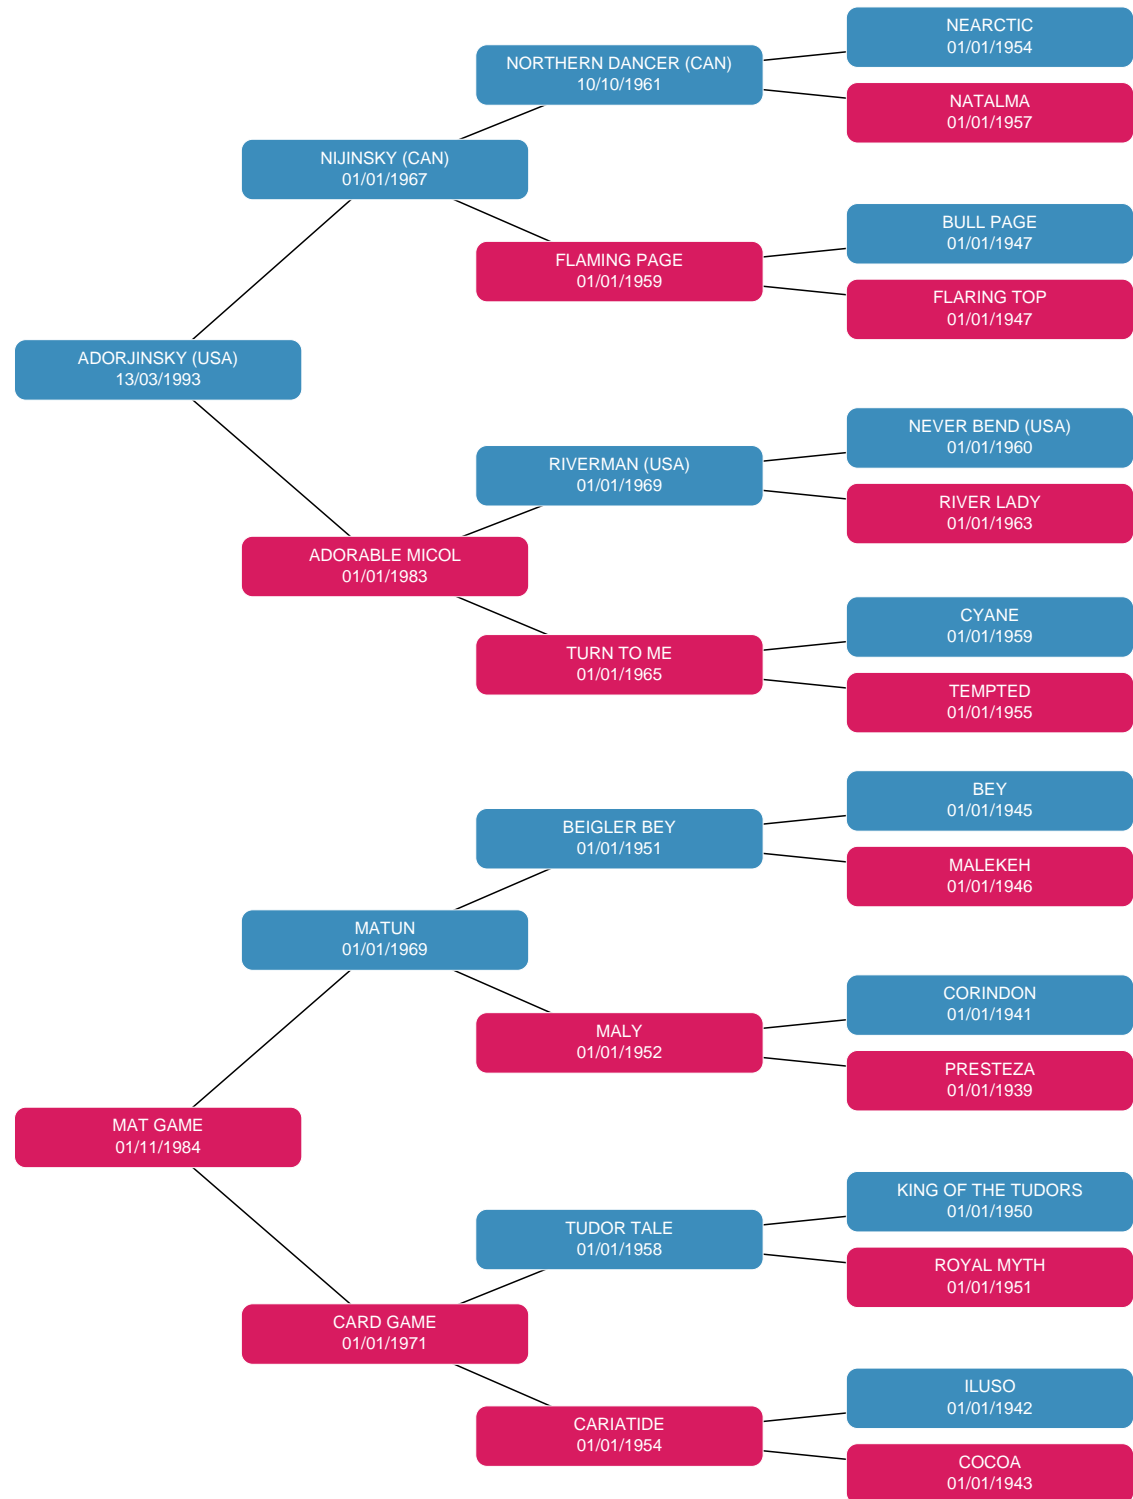 NEARCTIC
01/01/1954
NORTHERN DANCER (CAN)
10/10/1961
NATALMA
01/01/1957
NIJINSKY (CAN)
01/01/1967
BULL PAGE
01/01/1947
FLAMING PAGE
01/01/1959
FLARING TOP
01/01/1947
ADORJINSKY (USA)
13/03/1993
NEVER BEND (USA)
01/01/1960
RIVERMAN (USA)
01/01/1969
RIVER LADY
01/01/1963
ADORABLE MICOL
01/01/1983
CYANE
01/01/1959
TURN TO ME
01/01/1965
TEMPTED
01/01/1955
BEY
01/01/1945
BEIGLER BEY
01/01/1951
MALEKEH
01/01/1946
MATUN
01/01/1969
CORINDON
01/01/1941
MALY
01/01/1952
PRESTEZA
01/01/1939
MAT GAME
01/11/1984
KING OF THE TUDORS
01/01/1950
TUDOR TALE
01/01/1958
ROYAL MYTH
01/01/1951
CARD GAME
01/01/1971
ILUSO
01/01/1942
CARIATIDE
01/01/1954
COCOA
01/01/1943